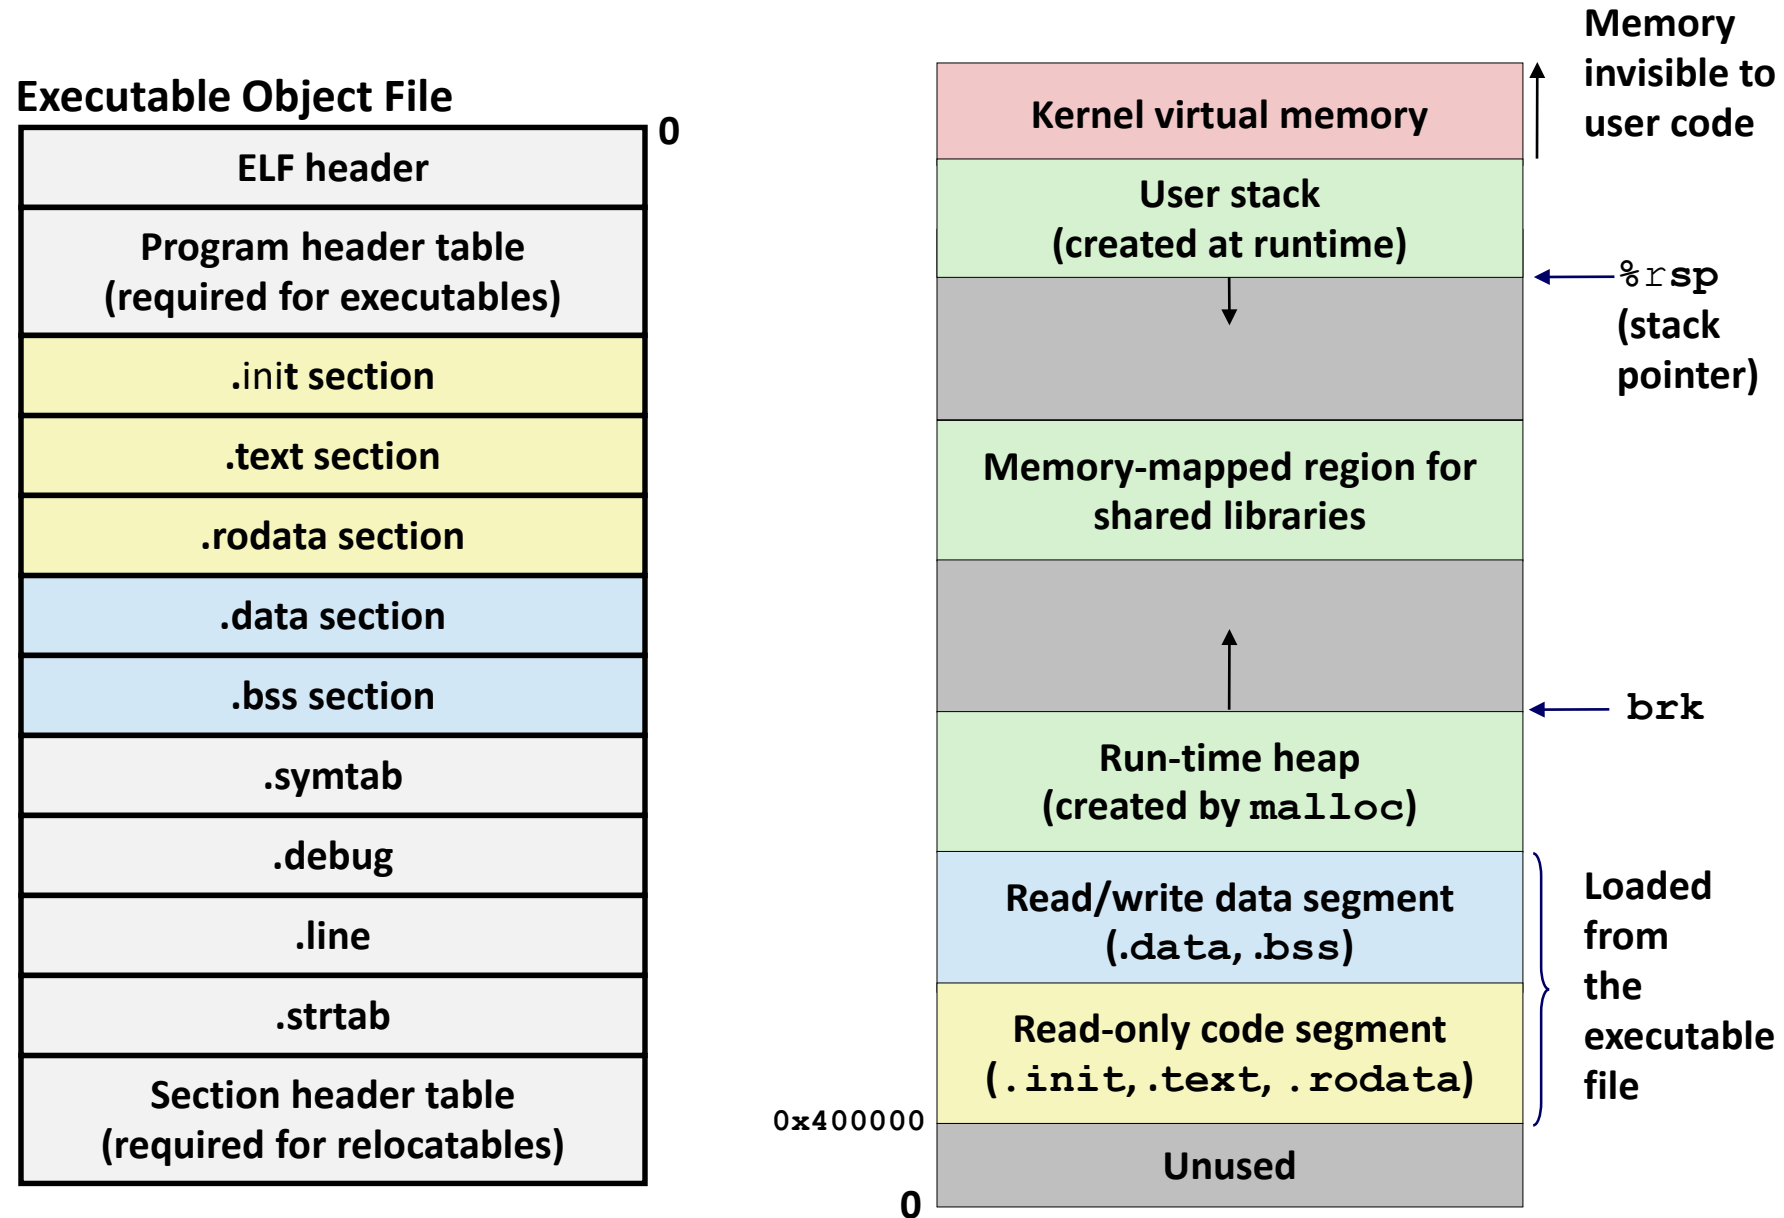 Executable Object File
0
ELF header
Program header table
(required for executables)
.init section
.text section
.rodata section
.data section
.bss section
.symtab
.debug
.line
.strtab
Section header table
(required for relocatables)
Kernel virtual memory
User stack
(created at runtime)
Memory-mapped region for
shared libraries
Run-time heap
(created by malloc)
Read/write data segment
(.data, .bss)
Read-only code segment
(.init, .text, .rodata)
Unused
0x400000
0
Memory
invisible to
user code
%rsp
(stack
pointer)
brk
Loaded
from
the
executable
file